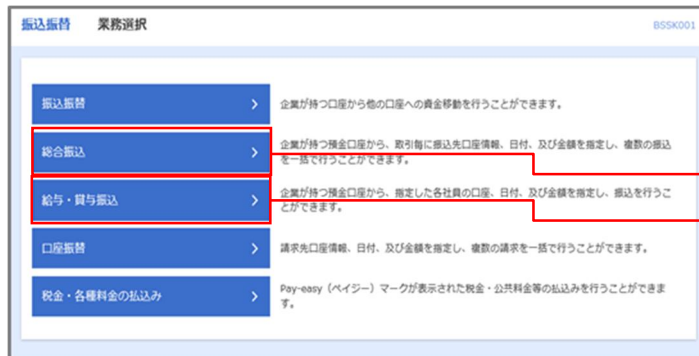 振込振替 業務選択
BSSK001
振込振替
企業が持つ口座から他の口座への資金移動を行うことができます。
総合振込
企業が持つ預金口座から、取引毎に振込先口座情報、日付、及び金額を指定し、複数の振込
を一括で行うことができます。
給与・賞与振込
企業が持つ預金口座から、指定した各社員の口座、日付、及び金額を指定し、振込を行うこ
とができます。
口座振替
請求先口座情報、日付、及び金額を指定し、複数の請求を一括で行うことができます。
税金・各種料金の払込み
Pay-easy（ペイジー）マークが表示された税金・公共料金等の払込みを行うことができま
す。